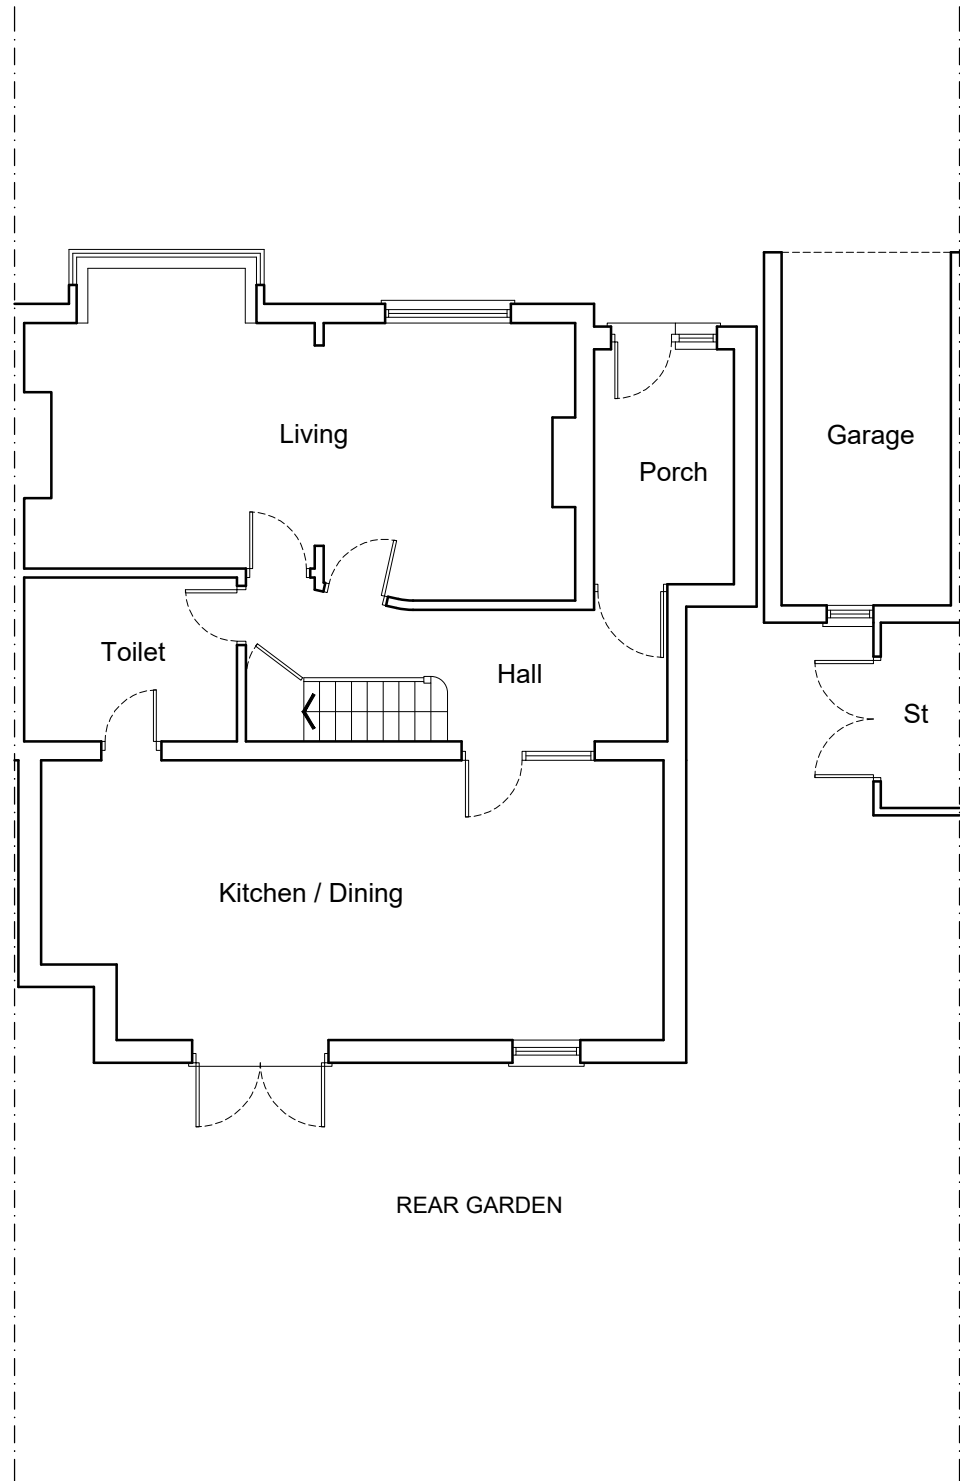 Living
Garage
Porch
Toilet
Hall
St
Kitchen / Dining
REAR GARDEN